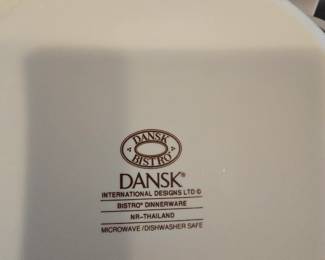 DANSK
BISTRO
DANSK®
INTERNATIONAL DESIGNS LTD ©
BISTRO® DINNERWARE
NR-THAILAND
MICROWAVE/DISHWASHER SAFE